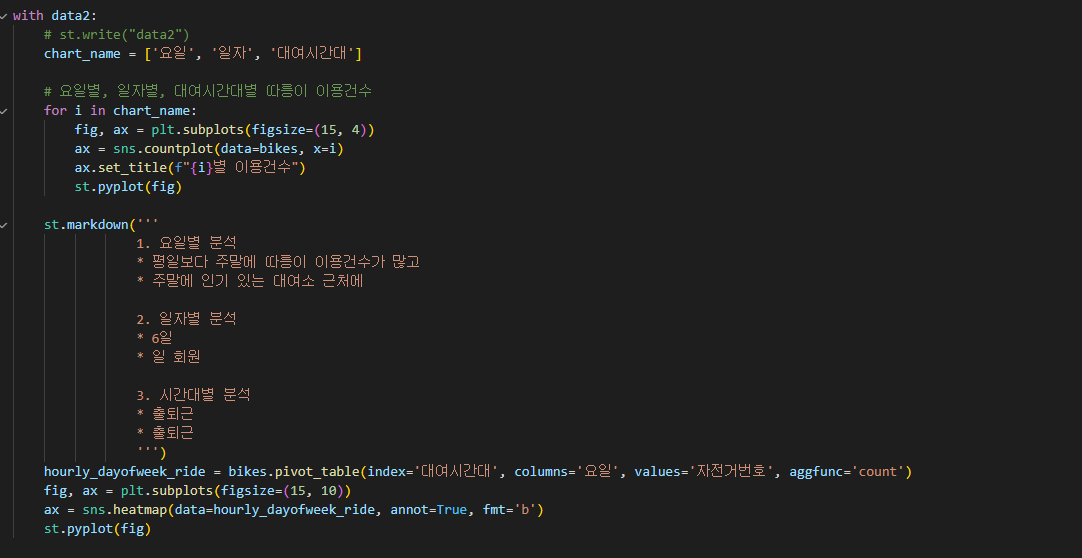 with data2:
# st.write("data2")
chart_name = ['요일', '일자', '대여시간대']
# 요일별, 일자별, 대여시간대별 따릉이 이용건수
for i in chart_name:
fig, ax = plt.subplots(figsize=(15, 4))
ax = sns.countplot(data=bikes, x=i)
ax.set_title(f"{i}별 이용건수")
st.pyplot(fig)
st.markdown('''
1. 요일별 분석
* 평일보다 주말에 따릉이 이용건수가 많고
* 주말에 인기 있는 대여소 근처에
2. 일자별 분석
* 6일
* 일 회원
3. 시간대별 분석
* 출퇴근
* 출퇴근
''')
hourly_dayofweek_ride = bikes.pivot_table(index='대여시간대', columns='요일', values='자전거번호', aggfunc='count')
fig, ax = plt.subplots(figsize=(15, 10))
ax = sns.heatmap(data=hourly_dayofweek_ride, annot=True, fmt='b')
st.pyplot(fig)